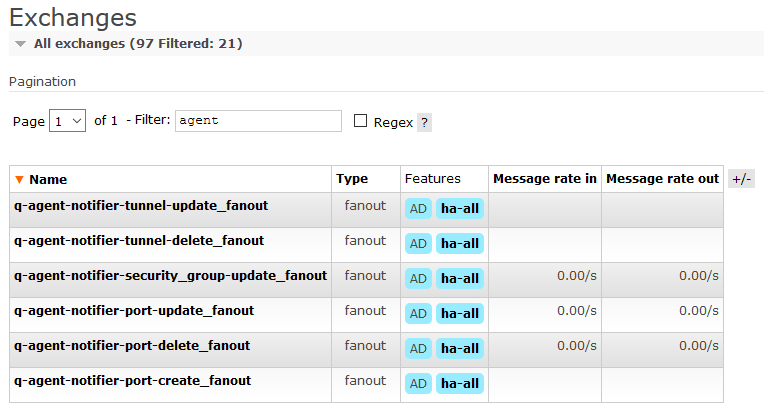 Exchanges
▼ All exchanges (97 Filtered: 21)
Pagination
Page 1 of 1 - Filter: agent Regex ?
▼ Name Type Features Message rate in Message rate out +/-
q-agent-notifier-tunnel-update_fanout fanout AD ha-all
q-agent-notifier-tunnel-delete_fanout fanout AD ha-all
q-agent-notifier-security_group-update_fanout fanout AD ha-all 0.00/s 0.00/s
q-agent-notifier-port-update_fanout fanout AD ha-all 0.00/s 0.00/s
q-agent-notifier-port-delete_fanout fanout AD ha-all 0.00/s 0.00/s
q-agent-notifier-port-create_fanout fanout AD ha-all